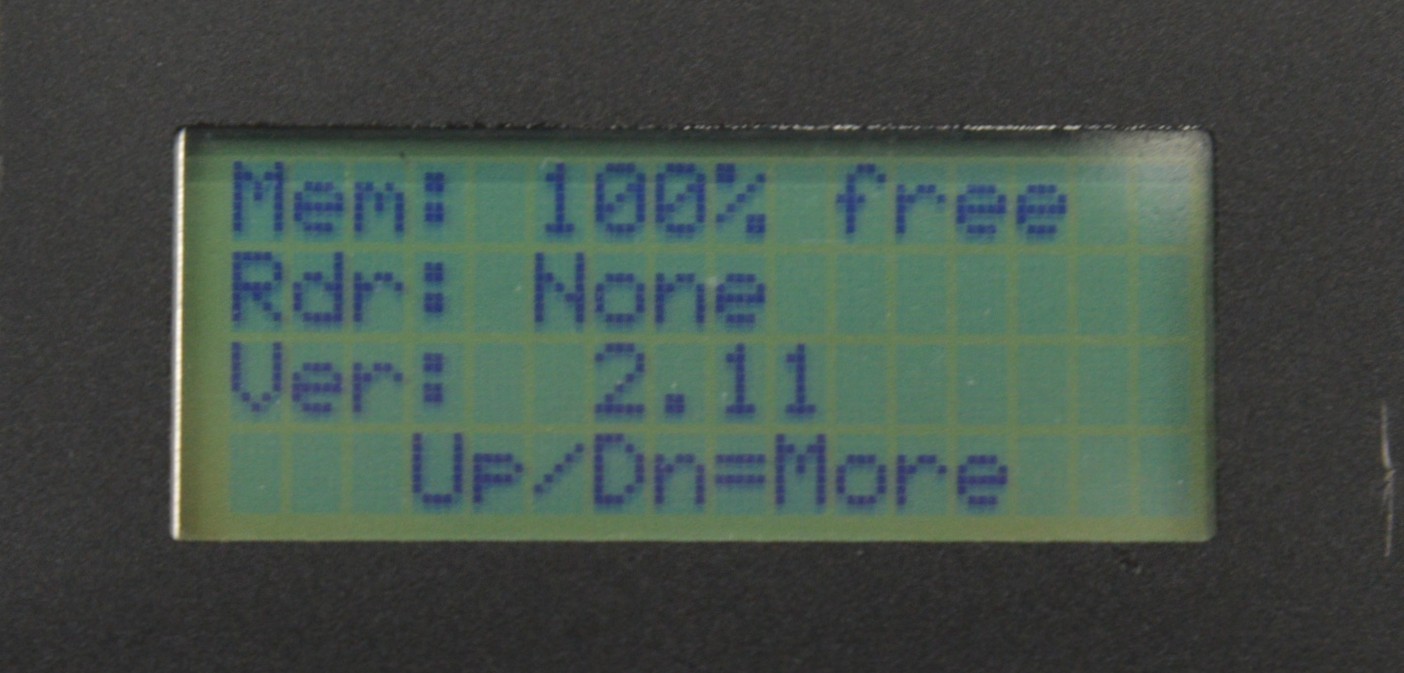 Mem: 100% free
Rdr: None
Ver: 2.11
Up/Dn=More